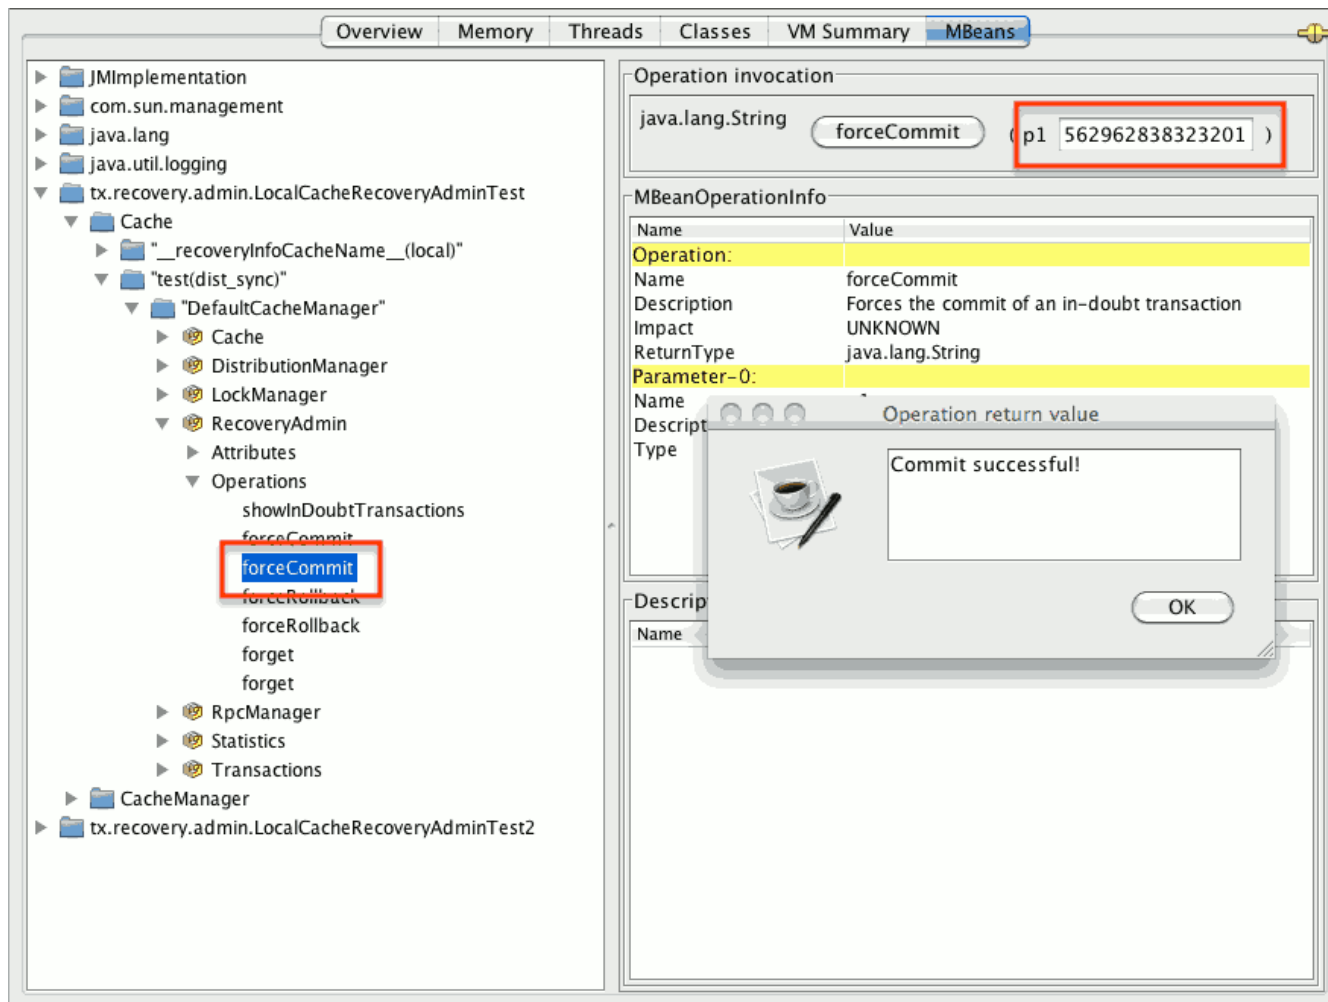 Overview Memory Threads Classes VM Summary MBeans
JMImplementation
com.sun.management
java.lang
java.util.logging
tx.recovery.admin.LocalCacheRecoveryAdminTest
Cache
"__recoveryInfoCacheName__(local)"
"test(dist_sync)"
"DefaultCacheManager"
Cache
DistributionManager
LockManager
RecoveryAdmin
Attributes
Operations
showInDoubtTransactions
forceCommit
forceCommit
forceRollback
forceRollback
forget
forget
RpcManager
Statistics
Transactions
CacheManager
tx.recovery.admin.LocalCacheRecoveryAdminTest2
Operation invocation
java.lang.String forceCommit ( p1 562962838323201 )
MBeanOperationInfo
Name Value
Operation:
Name forceCommit
Description Forces the commit of an in-doubt transaction
Impact UNKNOWN
ReturnType java.lang.String
Parameter-0:
Name
Descript
Type
Operation return value
Commit successful!
OK
Descrip
Name